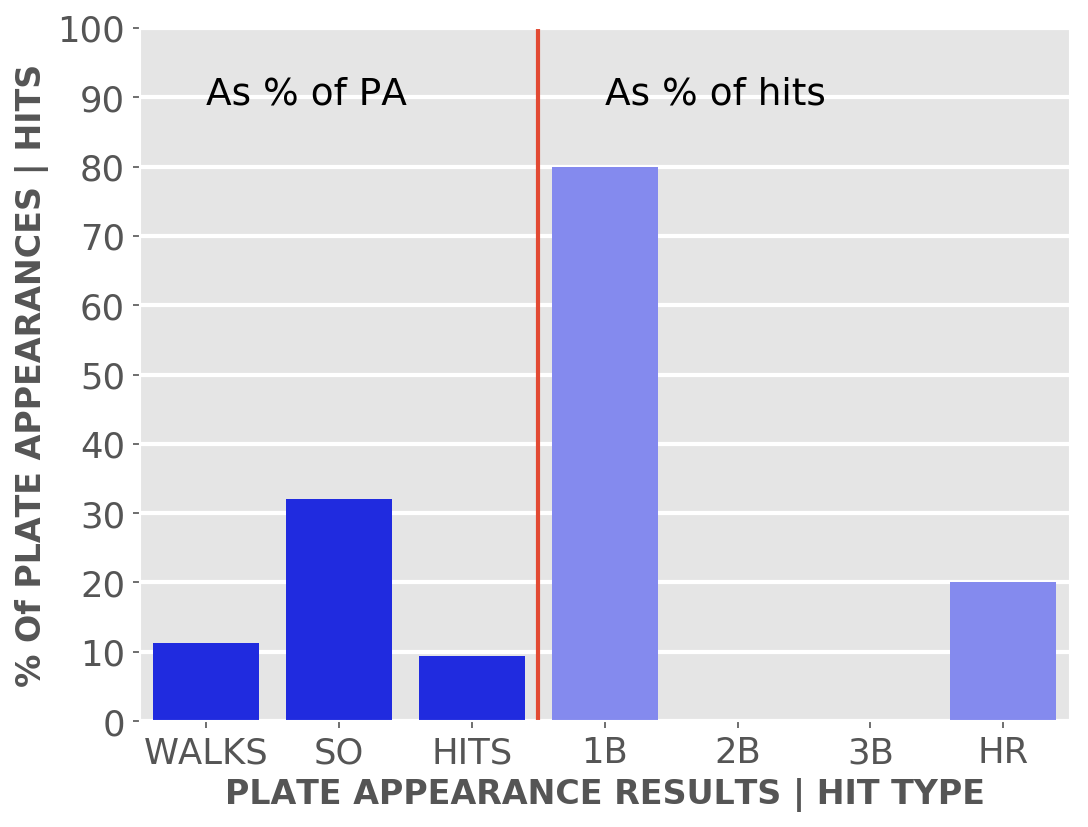 100
90
80
70
60
50
40
30
20
10
0
% Of PLATE APPEARANCES | HITS
As % of PA
As % of hits
WALKS SO HITS 1B 2B 3B HR
PLATE APPEARANCE RESULTS | HIT TYPE